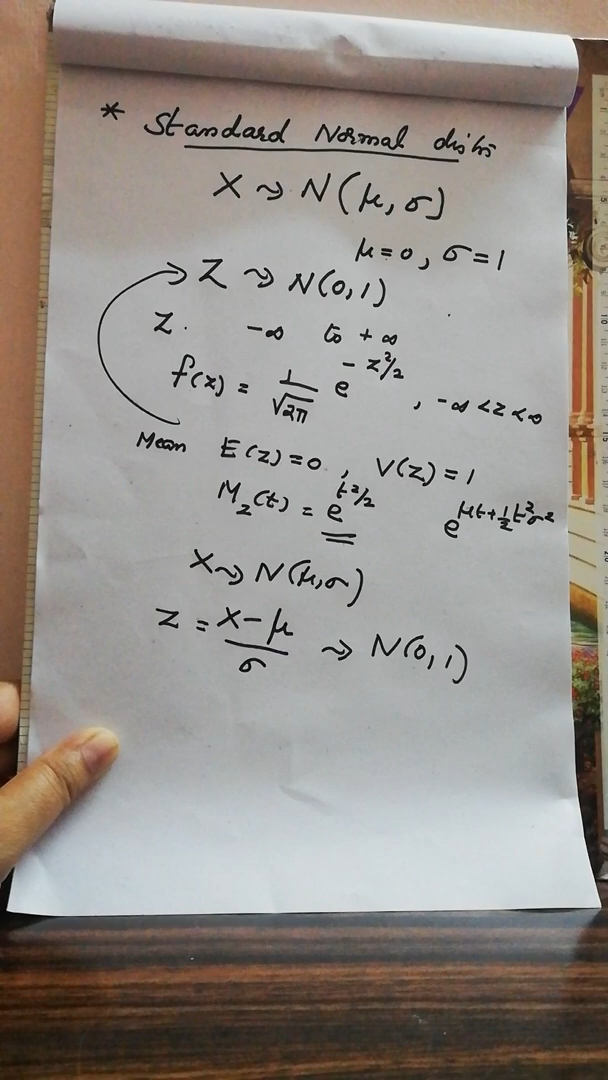 * Standard Normal distn
X ~> N(μ, σ)
μ=0, σ=1
Z ~> N(0,1)
Z. -∞ to +∞
f(z) = 1/√2π e^-z²/2 , -∞ <z<∞
Mean E(z)=0, V(z)=1
M_z(t) = e^t²/2 e^μt+½t²σ²
X ~> N(μ,σ)
Z = X-μ/σ ~> N(0,1)